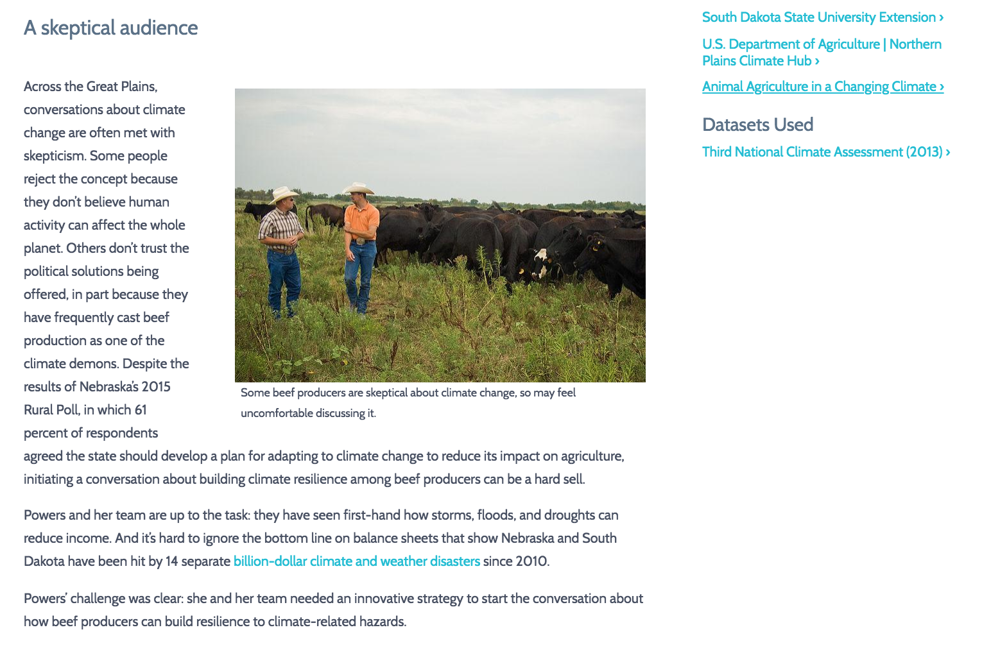 A skeptical audience
Across the Great Plains,
conversations about climate
change are often met with
skepticism. Some people
reject the concept because
they don’t believe human
activity can affect the whole
planet. Others don’t trust the
political solutions being
offered, in part because they
have frequently cast beef
production as one of the
climate demons. Despite the
results of Nebraska’s 2015
Rural Poll, in which 61
percent of respondents
agreed the state should develop a plan for adapting to climate change to reduce its impact on agriculture,
initiating a conversation about building climate resilience among beef producers can be a hard sell.
Some beef producers are skeptical about climate change, so may feel
uncomfortable discussing it.
Powers and her team are up to the task: they have seen first-hand how storms, floods, and droughts can
reduce income. And it’s hard to ignore the bottom line on balance sheets that show Nebraska and South
Dakota have been hit by 14 separate billion-dollar climate and weather disasters since 2010.
Powers’ challenge was clear: she and her team needed an innovative strategy to start the conversation about
how beef producers can build resilience to climate-related hazards.
South Dakota State University Extension ›
U.S. Department of Agriculture | Northern
Plains Climate Hub ›
Animal Agriculture in a Changing Climate ›
Datasets Used
Third National Climate Assessment (2013) ›